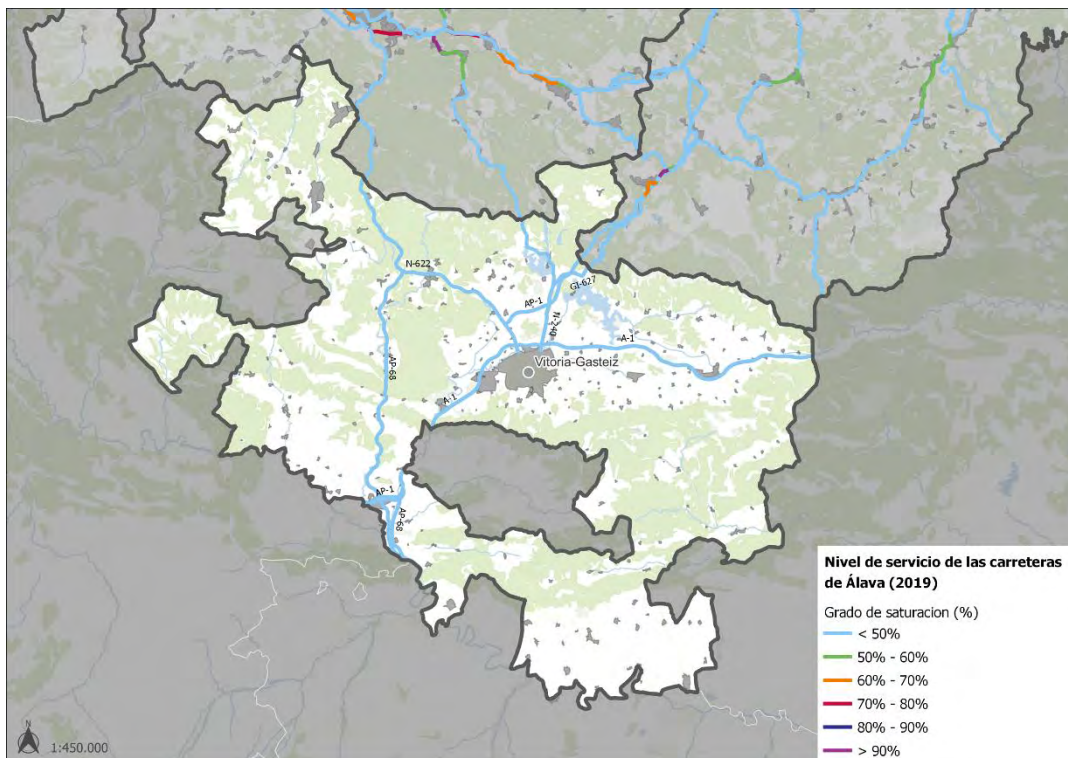 N-622
AP-1
GI-627
N-240
A-1
AP-68
Vitoria-Gasteiz
A-1
AP-1
AP-68
Nivel de servicio de las carreteras
de Álava (2019)
Grado de saturacion (%)
< 50%
50% - 60%
60% - 70%
70% - 80%
80% - 90%
> 90%
N
1:450.000